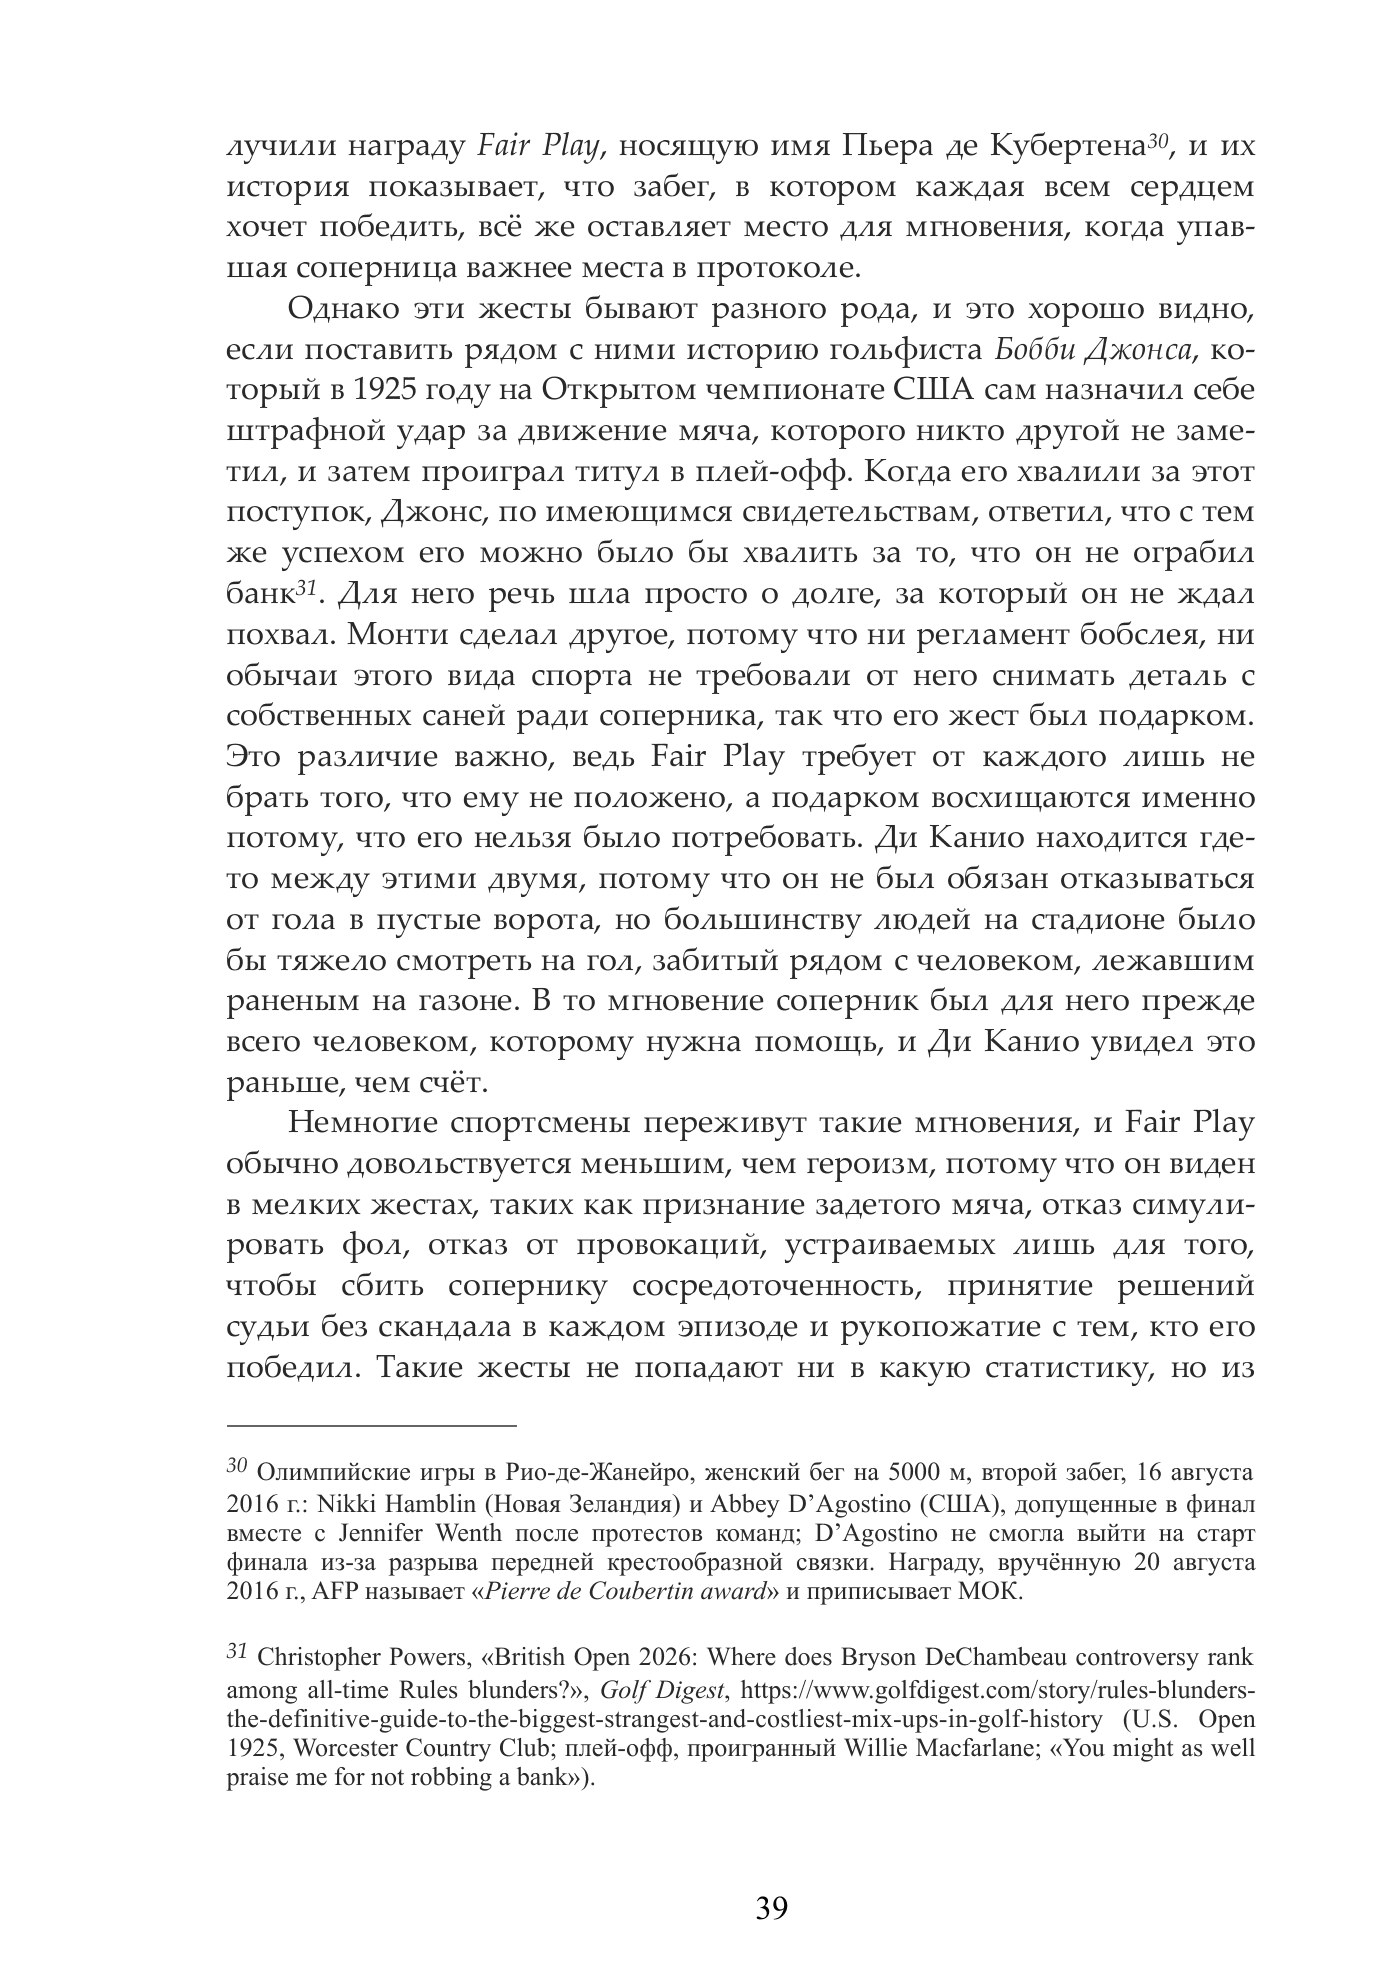 лучили награду Fair Play, носящую имя Пьера де Кубертена30, и их
история показывает, что забег, в котором каждая всем сердцем
хочет победить, всё же оставляет место для мгновения, когда упав-
шая соперница важнее места в протоколе.
Однако эти жесты бывают разного рода, и это хорошо видно,
если поставить рядом с ними историю гольфиста Бобби Джонса, ко-
торый в 1925 году на Открытом чемпионате США сам назначил себе
штрафной удар за движение мяча, которого никто другой не заме-
тил, и затем проиграл титул в плей-офф. Когда его хвалили за этот
поступок, Джонс, по имеющимся свидетельствам, ответил, что с тем
же успехом его можно было бы хвалить за то, что он не ограбил
банк31. Для него речь шла просто о долге, за который он не ждал
похвал. Монти сделал другое, потому что ни регламент бобслея, ни
обычаи этого вида спорта не требовали от него снимать деталь с
собственных саней ради соперника, так что его жест был подарком.
Это различие важно, ведь Fair Play требует от каждого лишь не
брать того, что ему не положено, а подарком восхищаются именно
потому, что его нельзя было потребовать. Ди Канио находится где-
то между этими двумя, потому что он не был обязан отказываться
от гола в пустые ворота, но большинству людей на стадионе было
бы тяжело смотреть на гол, забитый рядом с человеком, лежавшим
раненым на газоне. В то мгновение соперник был для него прежде
всего человеком, которому нужна помощь, и Ди Канио увидел это
раньше, чем счёт.
Немногие спортсмены переживут такие мгновения, и Fair Play
обычно довольствуется меньшим, чем героизм, потому что он виден
в мелких жестах, таких как признание задетого мяча, отказ симули-
ровать фол, отказ от провокаций, устраиваемых лишь для того,
чтобы сбить сопернику сосредоточенность, принятие решений
судьи без скандала в каждом эпизоде и рукопожатие с тем, кто его
победил. Такие жесты не попадают ни в какую статистику, но из
30 Олимпийские игры в Рио-де-Жанейро, женский бег на 5000 м, второй забег, 16 августа
2016 г.: Nikki Hamblin (Новая Зеландия) и Abbey D’Agostino (США), допущенные в финал
вместе с Jennifer Wenth после протестов команд; D’Agostino не смогла выйти на старт
финала из-за разрыва передней крестообразной связки. Награду, вручённую 20 августа
2016 г., AFP называет «Pierre de Coubertin award» и приписывает МОК.
31 Christopher Powers, «British Open 2026: Where does Bryson DeChambeau controversy rank
among all-time Rules blunders?», Golf Digest, https://www.golfdigest.com/story/rules-blunders-
the-definitive-guide-to-the-biggest-strangest-and-costliest-mix-ups-in-golf-history (U.S. Open
1925, Worcester Country Club; плей-офф, проигранный Willie Macfarlane; «You might as well
praise me for not robbing a bank»).
39